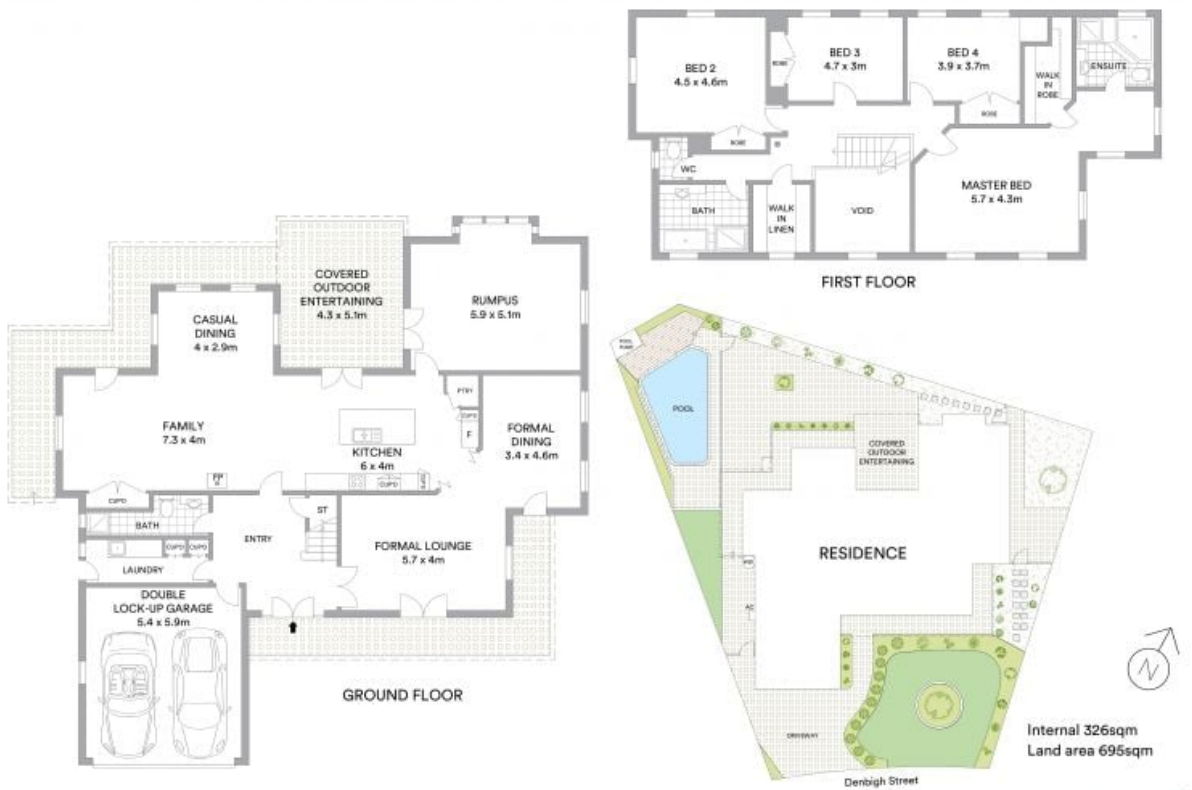 BED 2
4.5 x 4.6m
ROBE
BED 3
4.7 x 3m
BED 4
3.9 x 3.7m
ROBE
WALK
IN
ROBE
ENSUITE
ROBE
WC
BATH
WALK
IN
LINEN
VOID
MASTER BED
5.7 x 4.3m
FIRST FLOOR
COVERED
OUTDOOR
ENTERTAINING
4.3 x 5.1m
RUMPUS
5.9 x 5.1m
CASUAL
DINING
4 x 2.9m
FAMILY
7.3 x 4m
PTRY
CUPD
F
KITCHEN
6 x 4m
CUPD
FORMAL
DINING
3.4 x 4.6m
FP
CUPD
BATH
ST
ENTRY
FORMAL LOUNGE
5.7 x 4m
CUPD
CUPD
LAUNDRY
DOUBLE
LOCK-UP GARAGE
5.4 x 5.9m
GROUND FLOOR
POOL
COVERED
OUTDOOR
ENTERTAINING
RESIDENCE
AC
DRIVEWAY
Denbigh Street
N
Internal 326sqm
Land area 695sqm